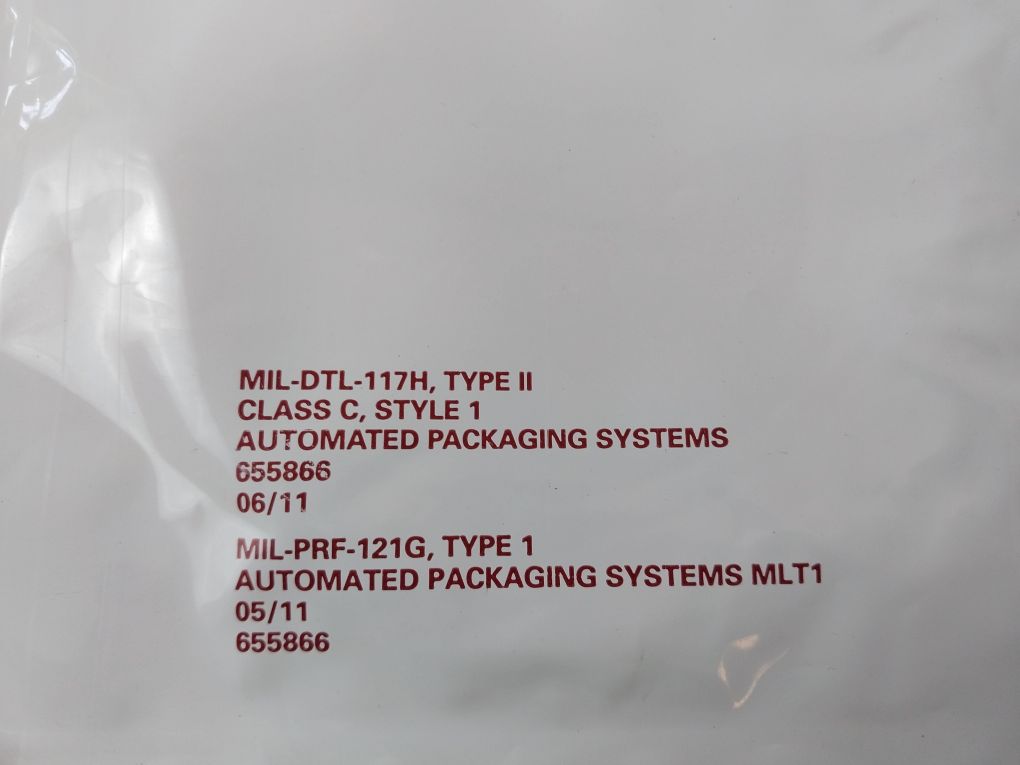 MIL-DTL-117H, TYPE II
CLASS C, STYLE 1
AUTOMATED PACKAGING SYSTEMS
655866
06/11
MIL-PRF-121G, TYPE 1
AUTOMATED PACKAGING SYSTEMS MLT1
05/11
655866